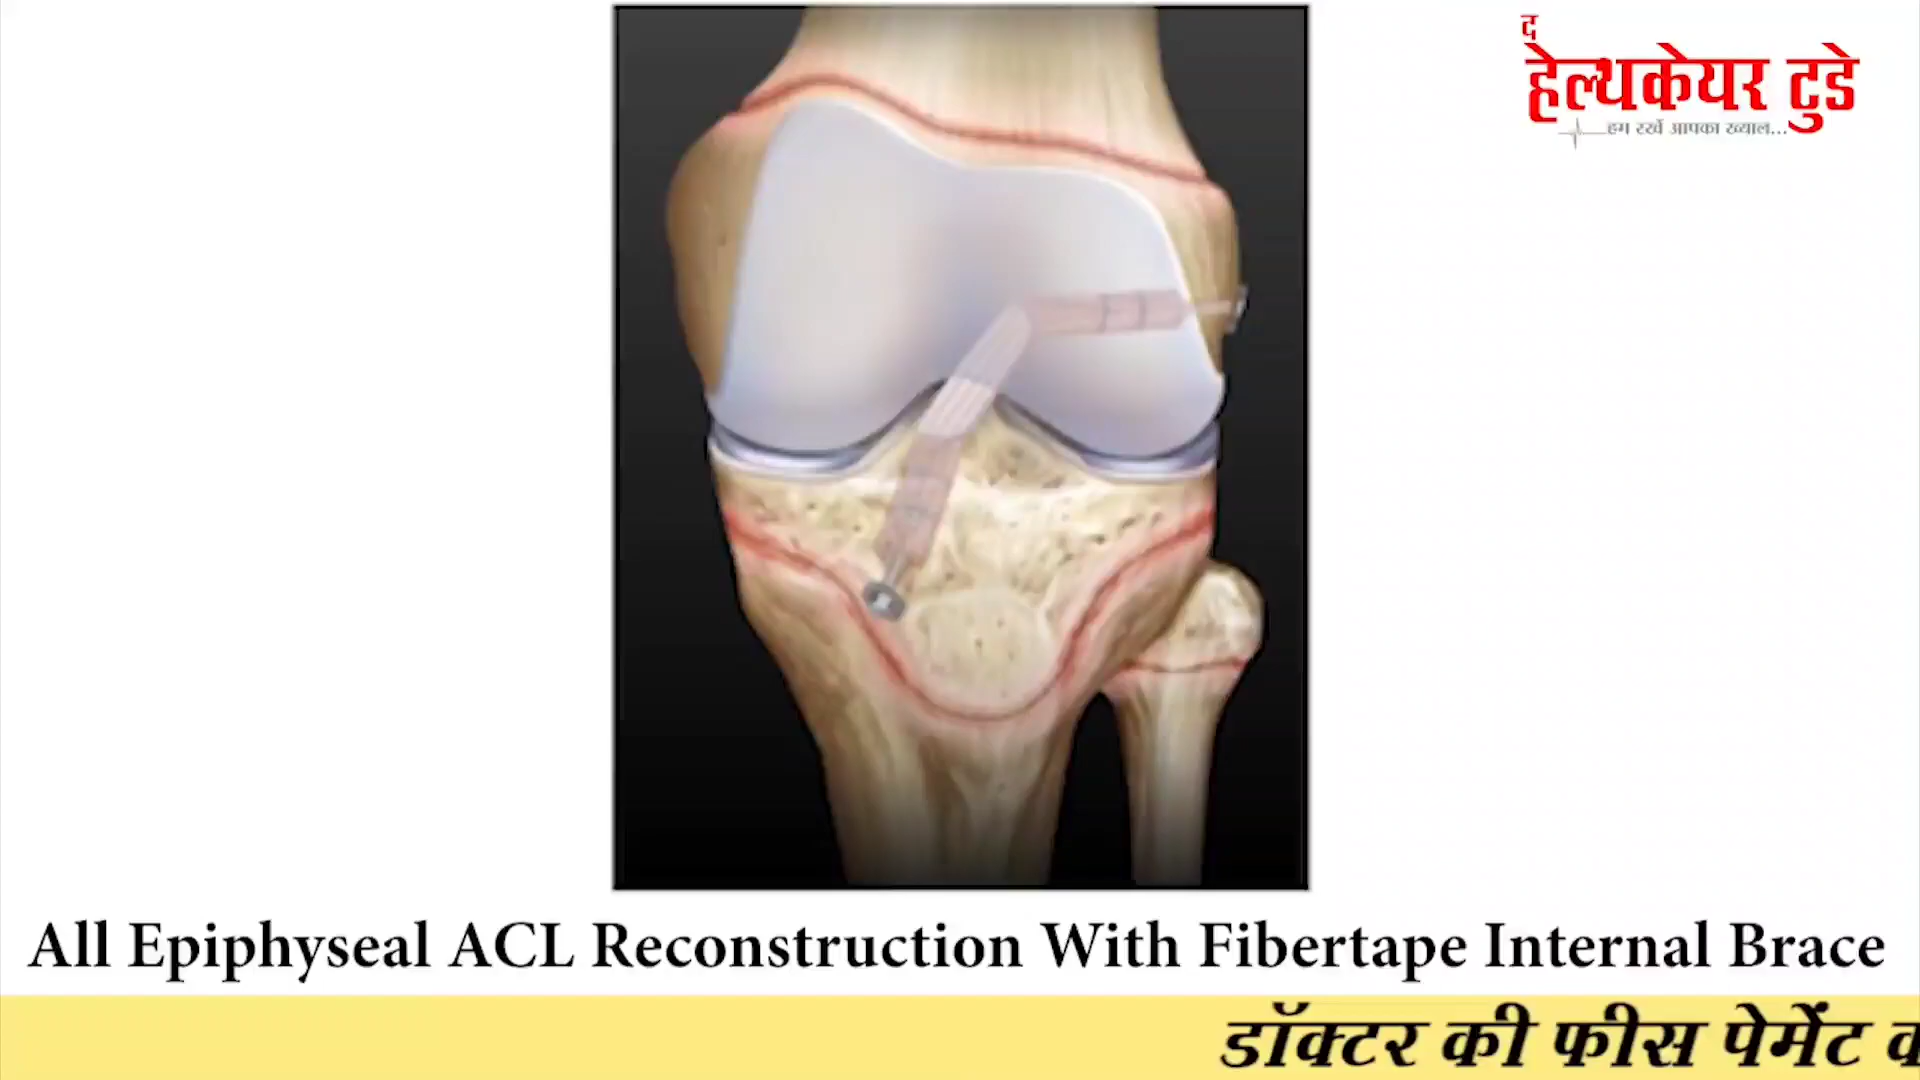 द
हेल्थकेयर टुडे
हम रखें आपका ख्याल...
All Epiphyseal ACL Reconstruction With Fibertape Internal Brace
डॉक्टर की फीस पेमेंट